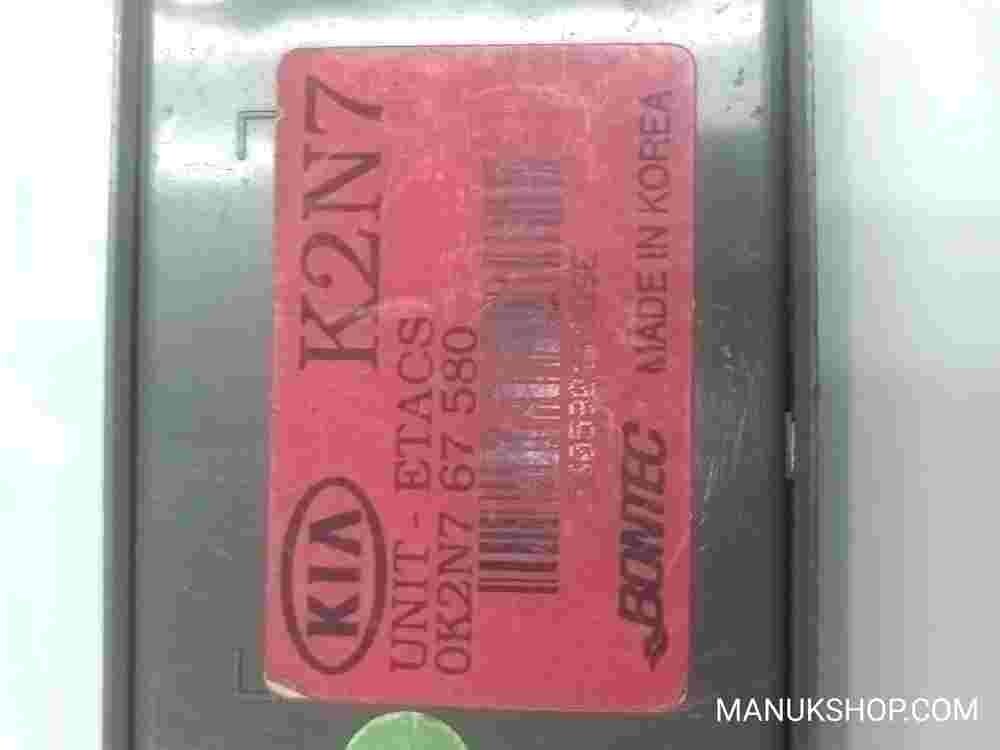 KIA K2N7
UNIT - ETACS
0K2N7 67 580
BONTEC MADE IN KOREA
MANUKSHOP.COM